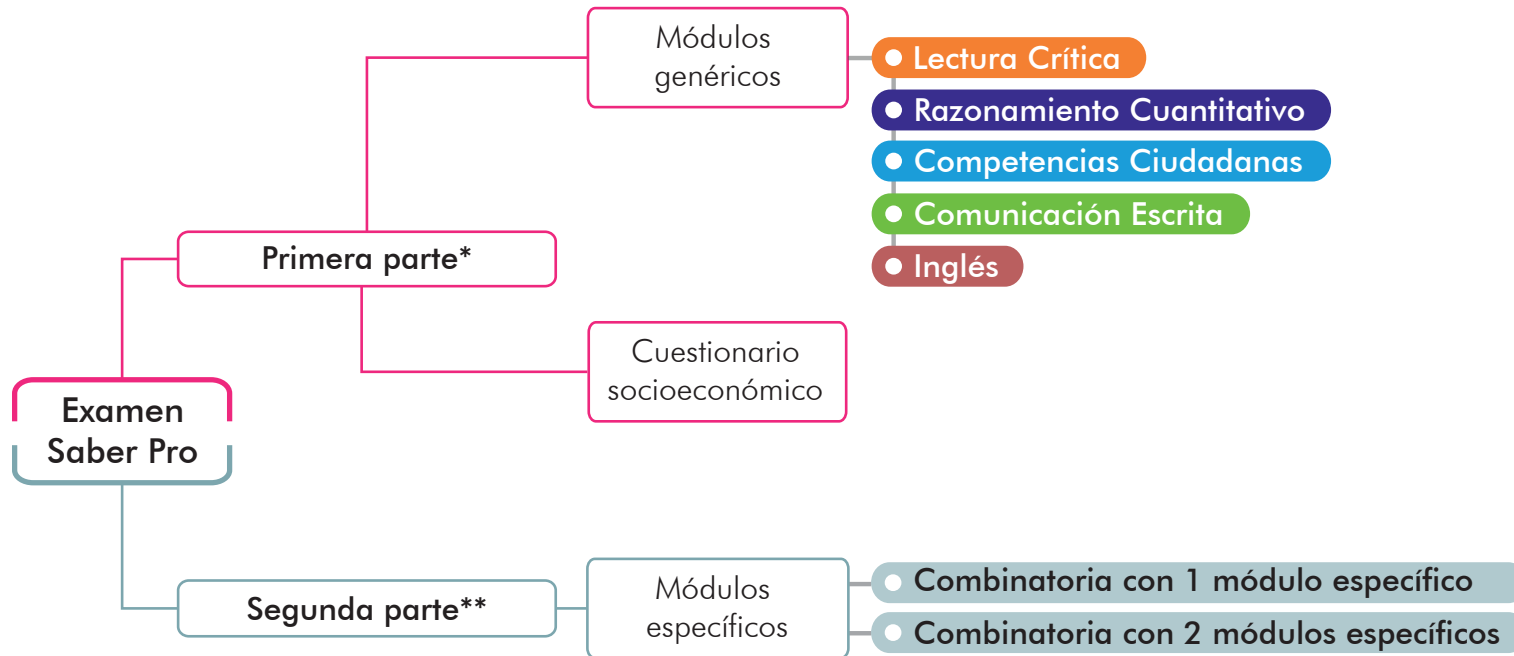 Módulos
genéricos
Lectura Crítica
Razonamiento Cuantitativo
Competencias Ciudadanas
Comunicación Escrita
Inglés
Primera parte*
Cuestionario
socioeconómico
Examen
Saber Pro
Segunda parte**
Módulos
específicos
Combinatoria con 1 módulo específico
Combinatoria con 2 módulos específicos